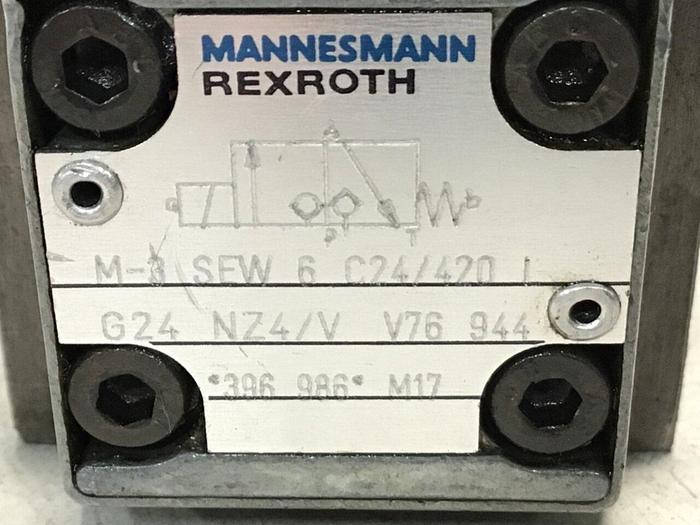 MANNESMANN
REXROTH
A
P
T
M-3 SEW 6 C24/420
G24 NZ4/V V76 944
*396 986* M17